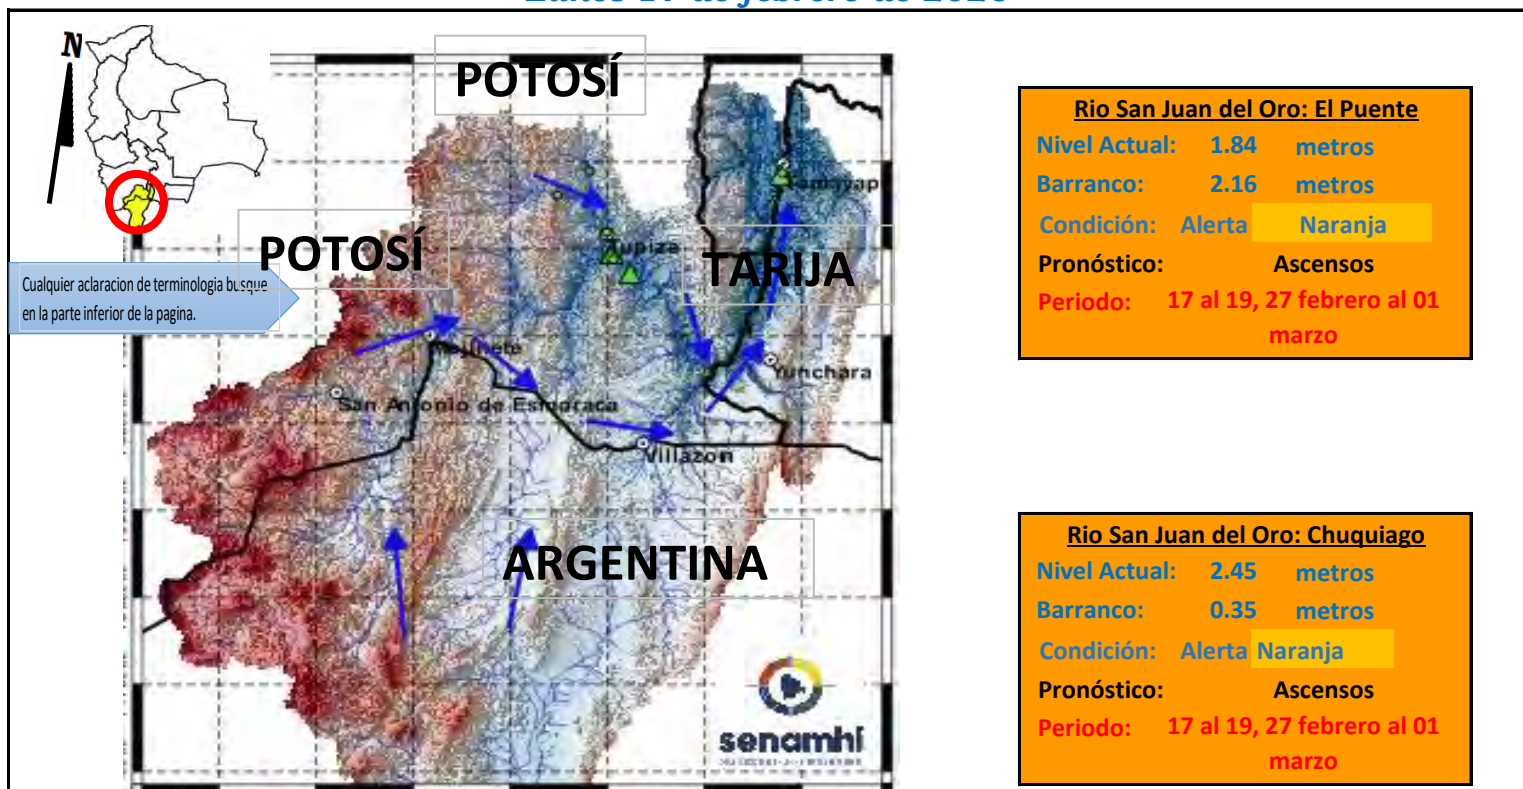 N
POTOSÍ
POTOSÍ
TARIJA
Tupiza
Cualquier aclaracion de terminologia busque
en la parte inferior de la pagina.
Yunchara
San Antonio de Esmoraca
Villazon
ARGENTINA
senamhi
Rio San Juan del Oro: El Puente
Nivel Actual: 1.84 metros
Barranco: 2.16 metros
Condición: Alerta Naranja
Pronóstico: Ascensos
Periodo: 17 al 19, 27 febrero al 01
marzo
Rio San Juan del Oro: Chuquiago
Nivel Actual: 2.45 metros
Barranco: 0.35 metros
Condición: Alerta Naranja
Pronóstico: Ascensos
Periodo: 17 al 19, 27 febrero al 01
marzo